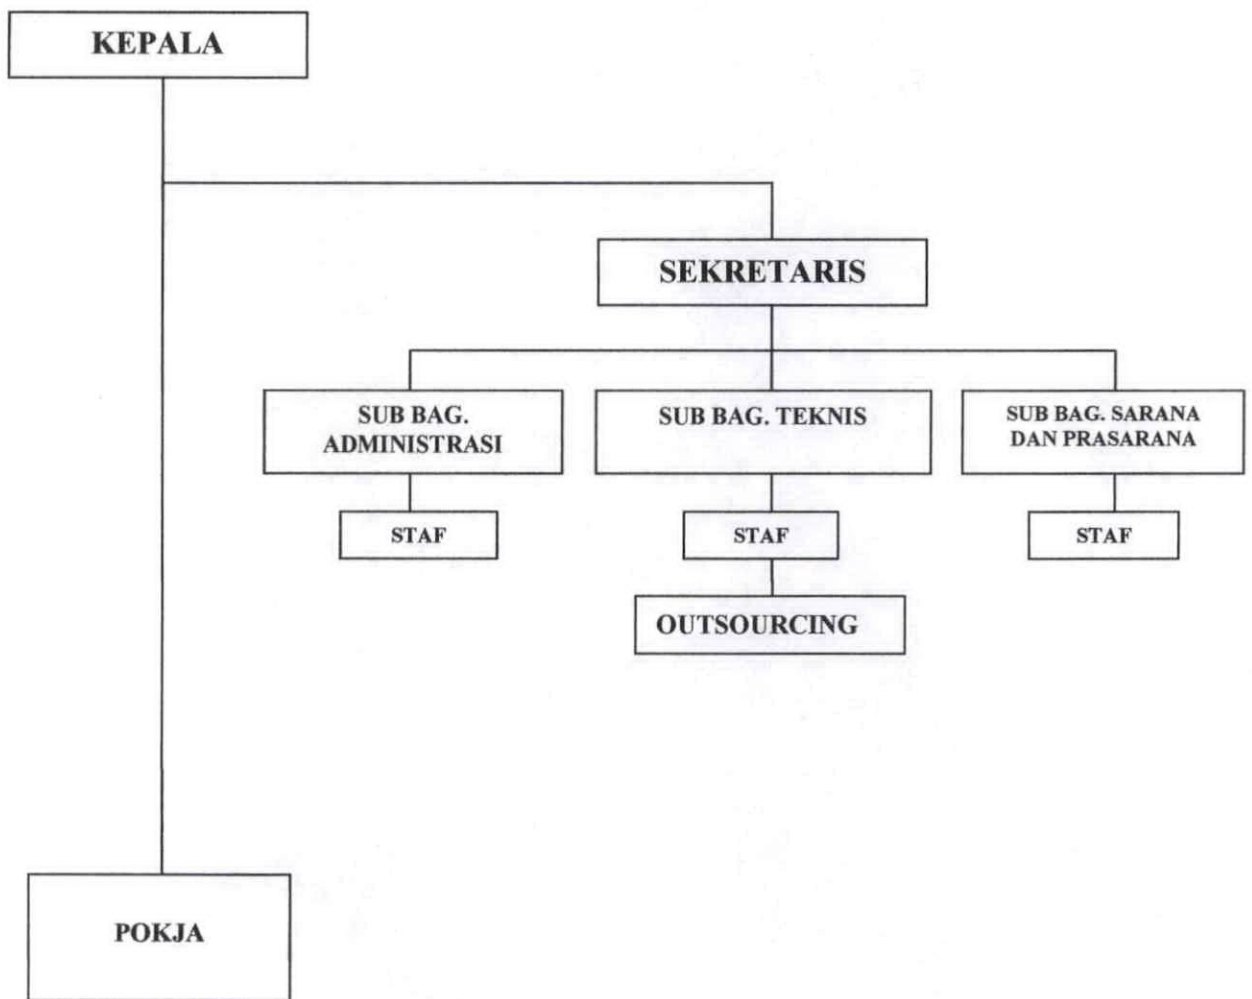 KEPALA
SEKRETARIS
SUB BAG.
ADMINISTRASI
SUB BAG. TEKNIS
SUB BAG. SARANA
DAN PRASARANA
STAF
STAF
STAF
OUTSOURCING
POKJA